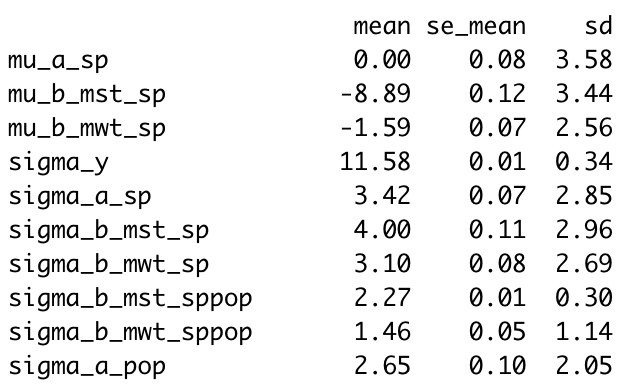 mean se_mean sd
mu_a_sp 0.00 0.08 3.58
mu_b_mst_sp -8.89 0.12 3.44
mu_b_mwt_sp -1.59 0.07 2.56
sigma_y 11.58 0.01 0.34
sigma_a_sp 3.42 0.07 2.85
sigma_b_mst_sp 4.00 0.11 2.96
sigma_b_mwt_sp 3.10 0.08 2.69
sigma_b_mst_sppop 2.27 0.01 0.30
sigma_b_mwt_sppop 1.46 0.05 1.14
sigma_a_pop 2.65 0.10 2.05